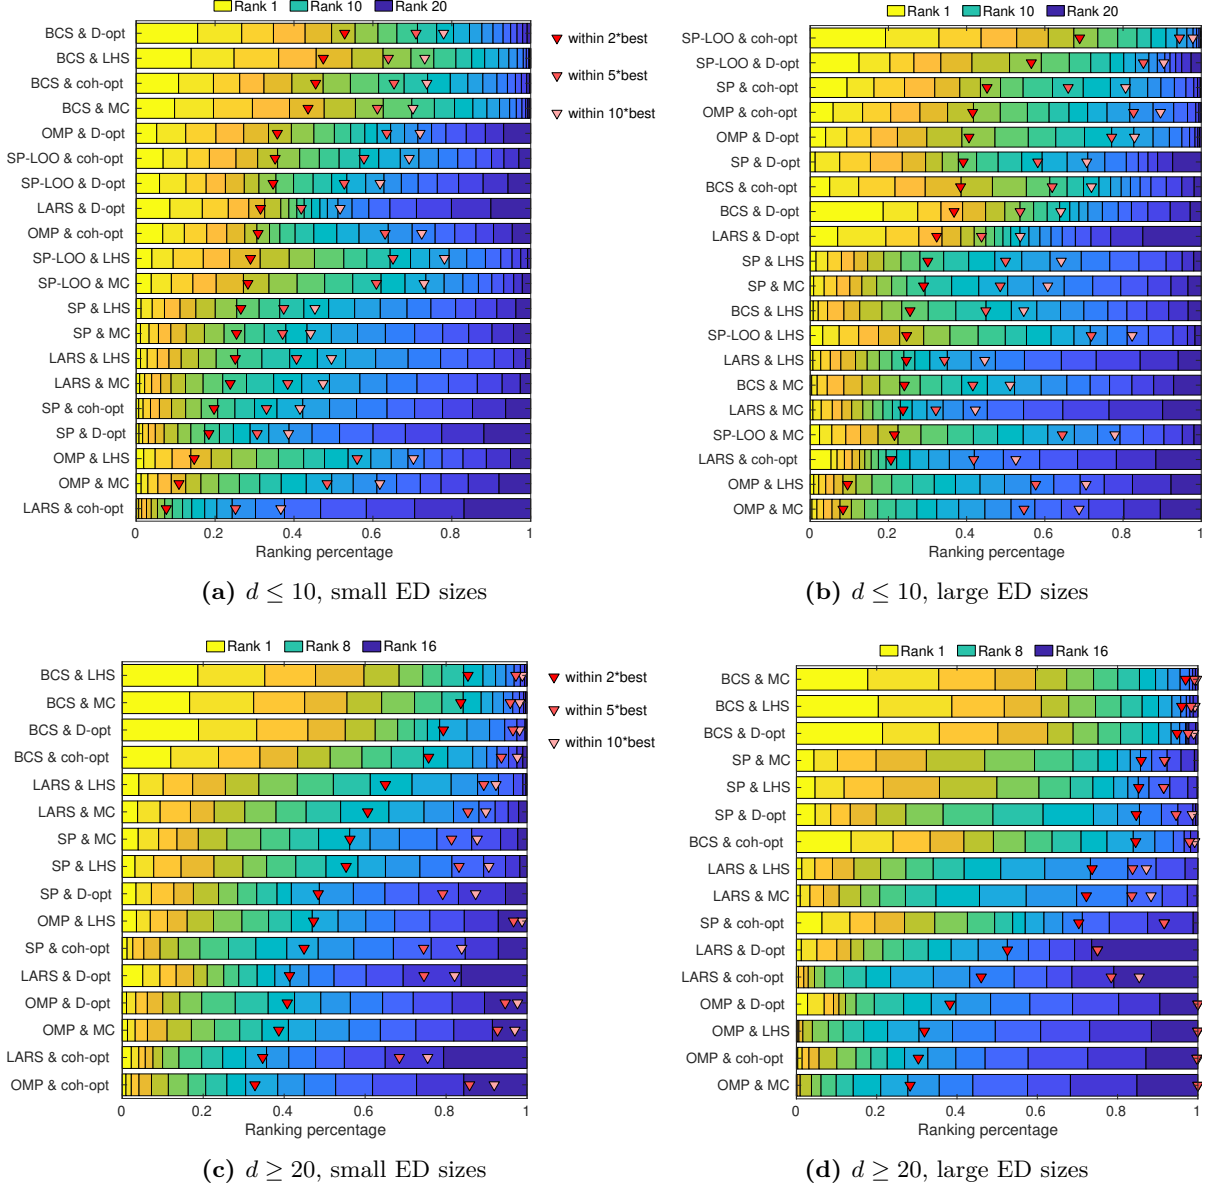 Rank 1 Rank 10 Rank 20
BCS & D-opt
BCS & LHS
BCS & coh-opt
BCS & MC
OMP & D-opt
SP-LOO & coh-opt
SP-LOO & D-opt
LARS & D-opt
OMP & coh-opt
SP-LOO & LHS
SP-LOO & MC
SP & LHS
SP & MC
LARS & LHS
LARS & MC
SP & coh-opt
SP & D-opt
OMP & LHS
OMP & MC
LARS & coh-opt
0 0.2 0.4 0.6 0.8 1
Ranking percentage
within 2*best
within 5*best
within 10*best
(a) d ≤ 10, small ED sizes
Rank 1 Rank 10 Rank 20
SP-LOO & coh-opt
SP-LOO & D-opt
SP & coh-opt
OMP & coh-opt
OMP & D-opt
SP & D-opt
BCS & coh-opt
BCS & D-opt
LARS & D-opt
SP & LHS
SP & MC
BCS & LHS
SP-LOO & LHS
LARS & LHS
BCS & MC
LARS & MC
SP-LOO & MC
LARS & coh-opt
OMP & LHS
OMP & MC
0 0.2 0.4 0.6 0.8 1
Ranking percentage
(b) d ≤ 10, large ED sizes
Rank 1 Rank 8 Rank 16
BCS & LHS
BCS & MC
BCS & D-opt
BCS & coh-opt
LARS & LHS
LARS & MC
SP & MC
SP & LHS
SP & D-opt
OMP & LHS
SP & coh-opt
LARS & D-opt
OMP & D-opt
OMP & MC
LARS & coh-opt
OMP & coh-opt
0 0.2 0.4 0.6 0.8 1
Ranking percentage
within 2*best
within 5*best
within 10*best
(c) d ≥ 20, small ED sizes
Rank 1 Rank 8 Rank 16
BCS & MC
BCS & LHS
BCS & D-opt
SP & MC
SP & LHS
SP & D-opt
BCS & coh-opt
LARS & LHS
LARS & MC
SP & coh-opt
LARS & D-opt
LARS & coh-opt
OMP & D-opt
OMP & LHS
OMP & coh-opt
OMP & MC
0 0.2 0.4 0.6 0.8 1
Ranking percentage
(d) d ≥ 20, large ED sizes